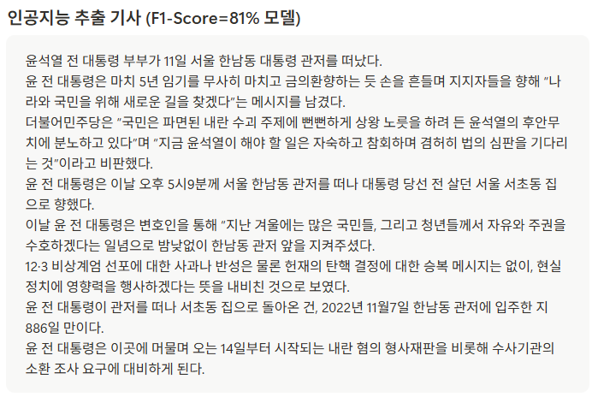 인공지능 추출 기사 (F1-Score=81% 모델)
윤석열 전 대통령 부부가 11일 서울 한남동 대통령 관저를 떠났다.
윤 전 대통령은 마치 5년 임기를 무사히 마치고 금의환향하는 듯 손을 흔들며 지지자들을 향해 “나
라와 국민을 위해 새로운 길을 찾겠다”는 메시지를 남겼다.
더불어민주당은 “국민은 파면된 내란 수괴 주제에 뻔뻔하게 상왕 노릇을 하려 든 윤석열의 후안무
치에 분노하고 있다”며 “지금 윤석열이 해야 할 일은 자숙하고 참회하며 겸허히 법의 심판을 기다리
는 것”이라고 비판했다.
윤 전 대통령은 이날 오후 5시9분께 서울 한남동 관저를 떠나 대통령 당선 전 살던 서울 서초동 집
으로 향했다.
이날 윤 전 대통령은 변호인을 통해 “지난 겨울에는 많은 국민들, 그리고 청년들께서 자유와 주권을
수호하겠다는 일념으로 밤낮없이 한남동 관저 앞을 지켜주셨다.
12·3 비상계엄 선포에 대한 사과나 반성은 물론 헌재의 탄핵 결정에 대한 승복 메시지는 없이, 현실
정치에 영향력을 행사하겠다는 뜻을 내비친 것으로 보였다.
윤 전 대통령이 관저를 떠나 서초동 집으로 돌아온 건, 2022년 11월7일 한남동 관저에 입주한 지
886일 만이다.
윤 전 대통령은 이곳에 머물며 오는 14일부터 시작되는 내란 혐의 형사재판을 비롯해 수사기관의
소환 조사 요구에 대비하게 된다.